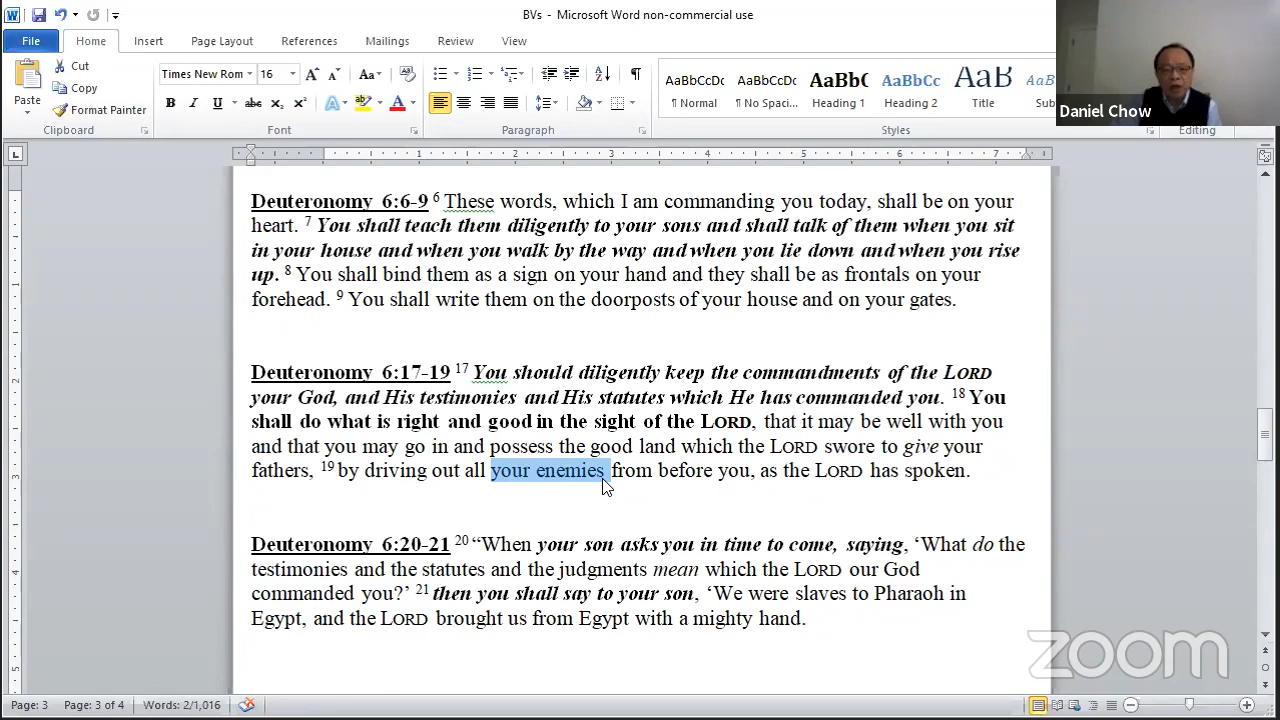 BVs - Microsoft Word non-commercial use
File Home Insert Page Layout References Mailings Review View
Cut
Copy
Format Painter
Paste
Times New Rom 16
AaBbCcDc AaBbCcDc AaBbC AaBbCc AaB
¶ Normal ¶ No Spaci... Heading 1 Heading 2 Title
Clipboard Font Paragraph Styles Editing
Daniel Chow
1 2 3 4 5 6 7
Deuteronomy 6:6-9 6 These words, which I am commanding you today, shall be on your
heart. 7 You shall teach them diligently to your sons and shall talk of them when you sit
in your house and when you walk by the way and when you lie down and when you rise
up. 8 You shall bind them as a sign on your hand and they shall be as frontals on your
forehead. 9 You shall write them on the doorposts of your house and on your gates.
Deuteronomy 6:17-19 17 You should diligently keep the commandments of the LORD
your God, and His testimonies and His statutes which He has commanded you. 18 You
shall do what is right and good in the sight of the LORD, that it may be well with you
and that you may go in and possess the good land which the LORD swore to give your
fathers, 19 by driving out all your enemies from before you, as the LORD has spoken.
Deuteronomy 6:20-21 20 “When your son asks you in time to come, saying, ‘What do the
testimonies and the statutes and the judgments mean which the LORD our God
commanded you?’ 21 then you shall say to your son, ‘We were slaves to Pharaoh in
Egypt, and the LORD brought us from Egypt with a mighty hand.
zoom
Page: 3 Page: 3 of 4 Words: 2/1,016